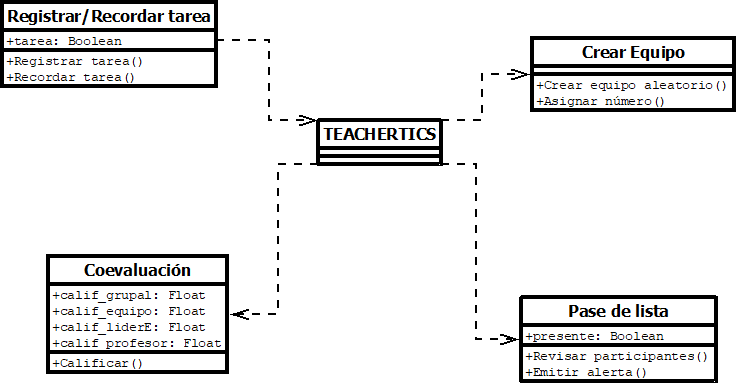 Registrar/Recordar tarea
+tarea: Boolean
+Registrar tarea()
+Recordar tarea()
Crear Equipo
+Crear equipo aleatorio()
+Asignar número()
TEACHERTICS
Coevaluación
+calif_grupal: Float
+calif_equipo: Float
+calif_liderE: Float
+calif_profesor: Float
+Calificar()
Pase de lista
+presente: Boolean
+Revisar participantes()
+Emitir alerta()